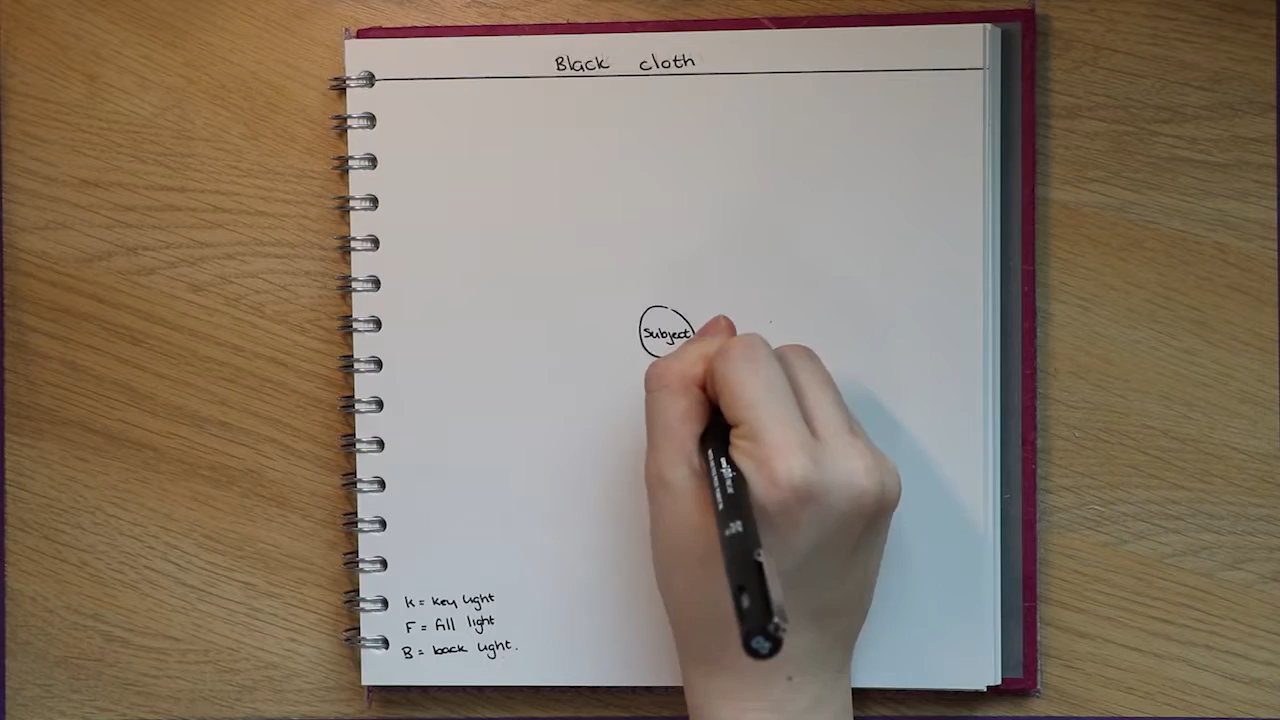 Black cloth
Subject
K = key light
F = fill light
B = back light.